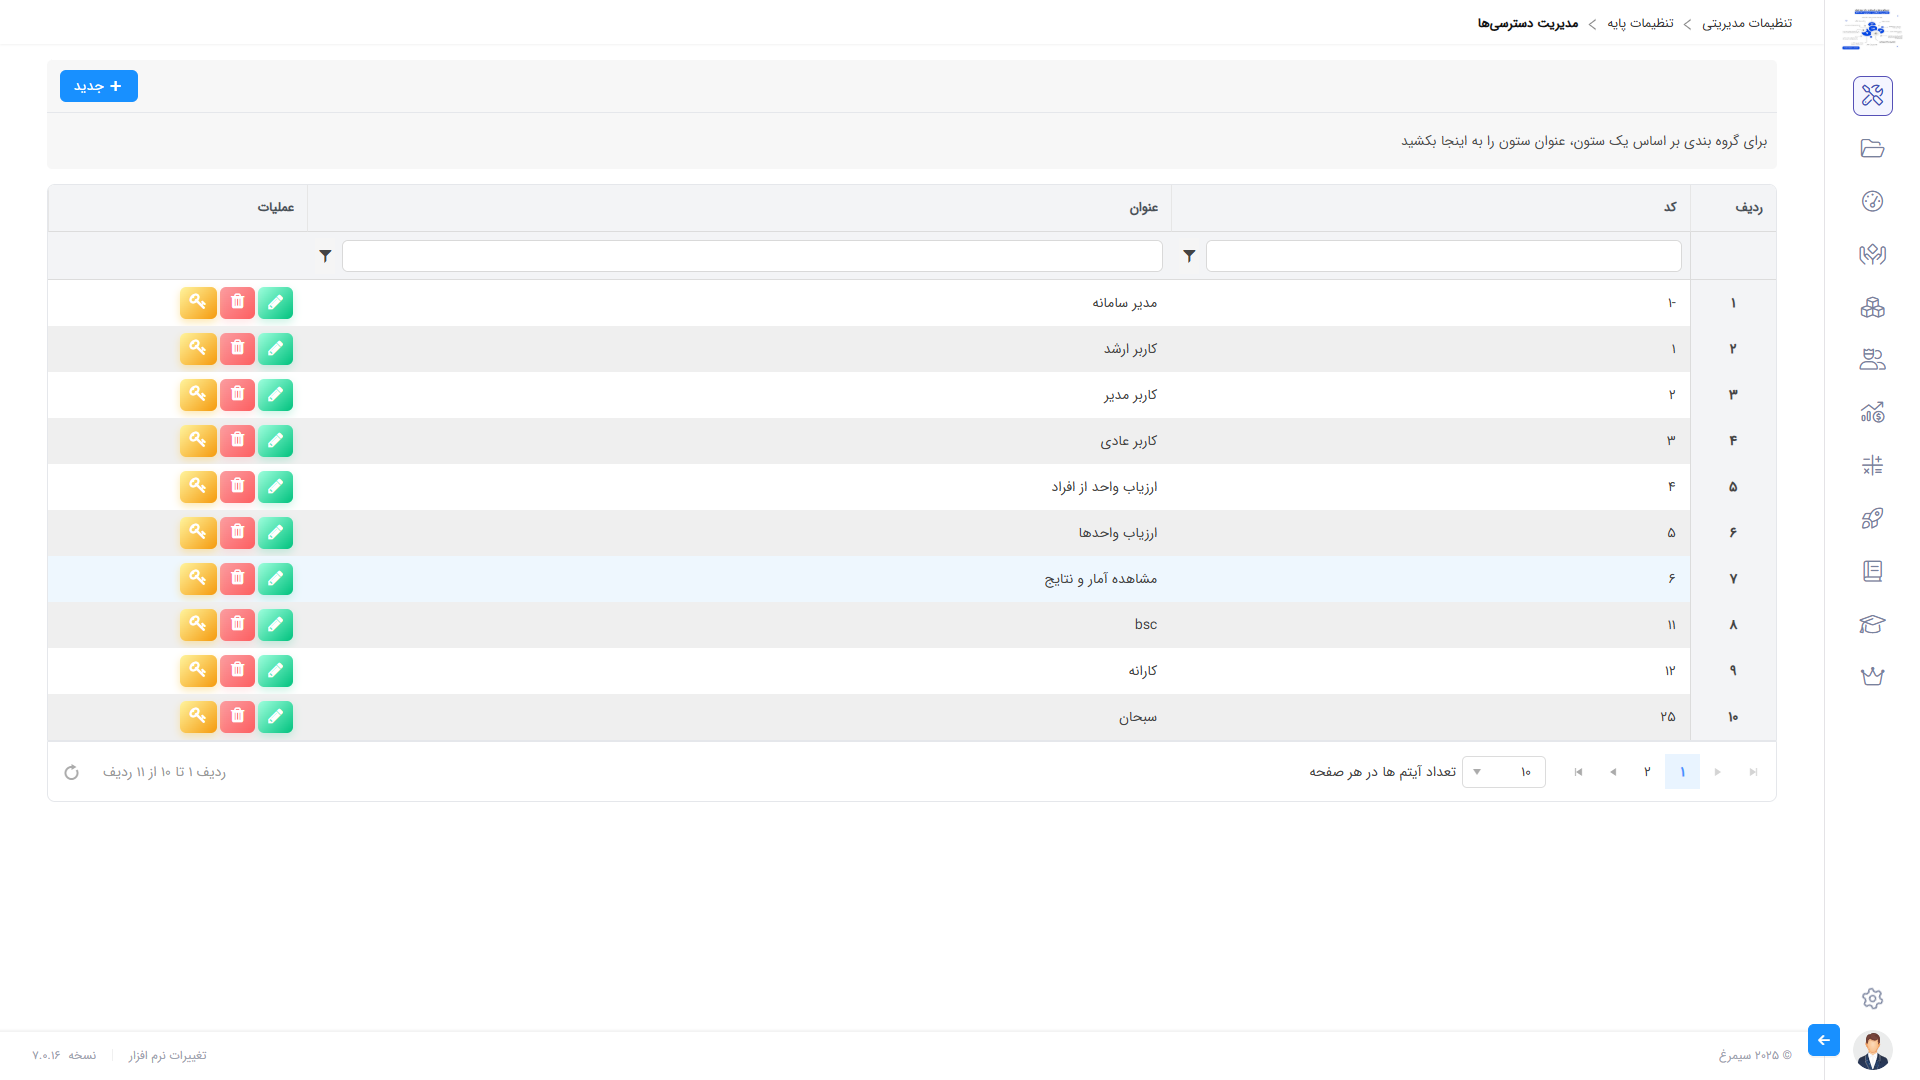 تنظیمات مدیریتی > تنظیمات پایه > مدیریت دسترسی‌ها
+ جدید
برای گروه بندی بر اساس یک ستون، عنوان ستون را به اینجا بکشید
ردیف کد عنوان عملیات
۱ -۱ مدیر سامانه
۲ ۱ کاربر ارشد
۳ ۲ کاربر مدیر
۴ ۳ کاربر عادی
۵ ۴ ارزیاب واحد از افراد
۶ ۵ ارزیاب واحدها
۷ ۶ مشاهده آمار و نتایج
۸ ۱۱ bsc
۹ ۱۲ کارانه
۱۰ ۲۵ سبحان
۱ ۲ ۱۰ تعداد آیتم ها در هر صفحه ردیف ۱ تا ۱۰ از ۱۱ ردیف
© ۲۰۲۵ سیمرغ تغییرات نرم افزار نسخه ۷.۰.۱۶